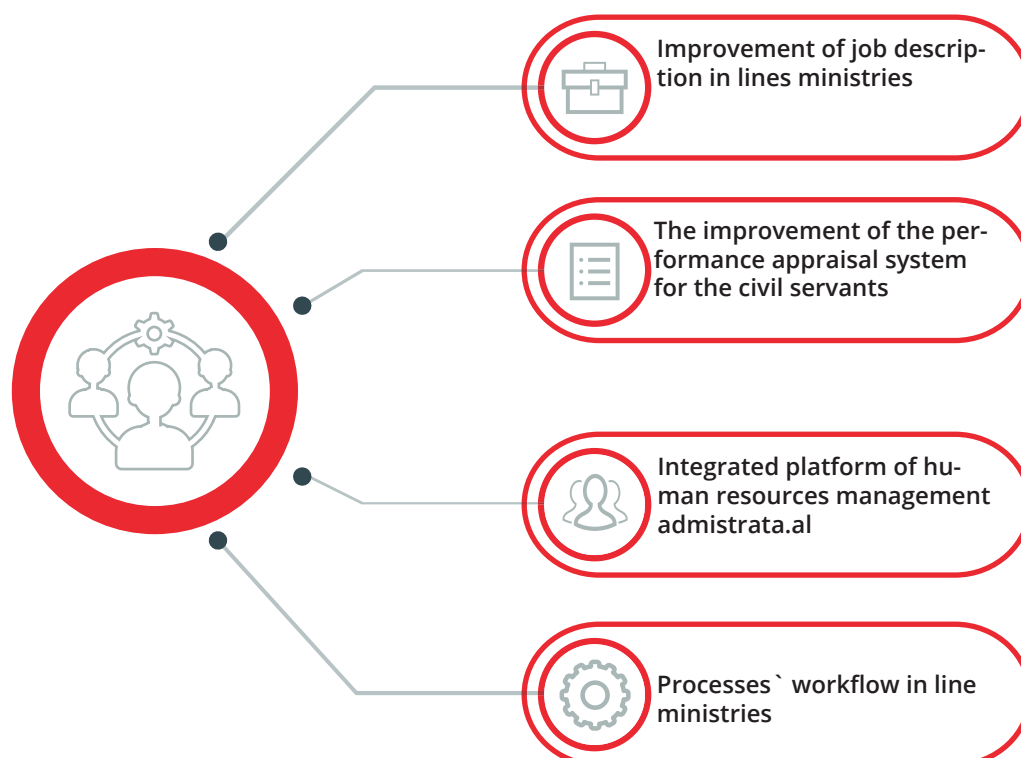 Improvement of job descrip-
tion in lines ministries
The improvement of the per-
formance appraisal system
for the civil servants
Integrated platform of hu-
man resources management
admistrata.al
Processes` workflow in line
ministries